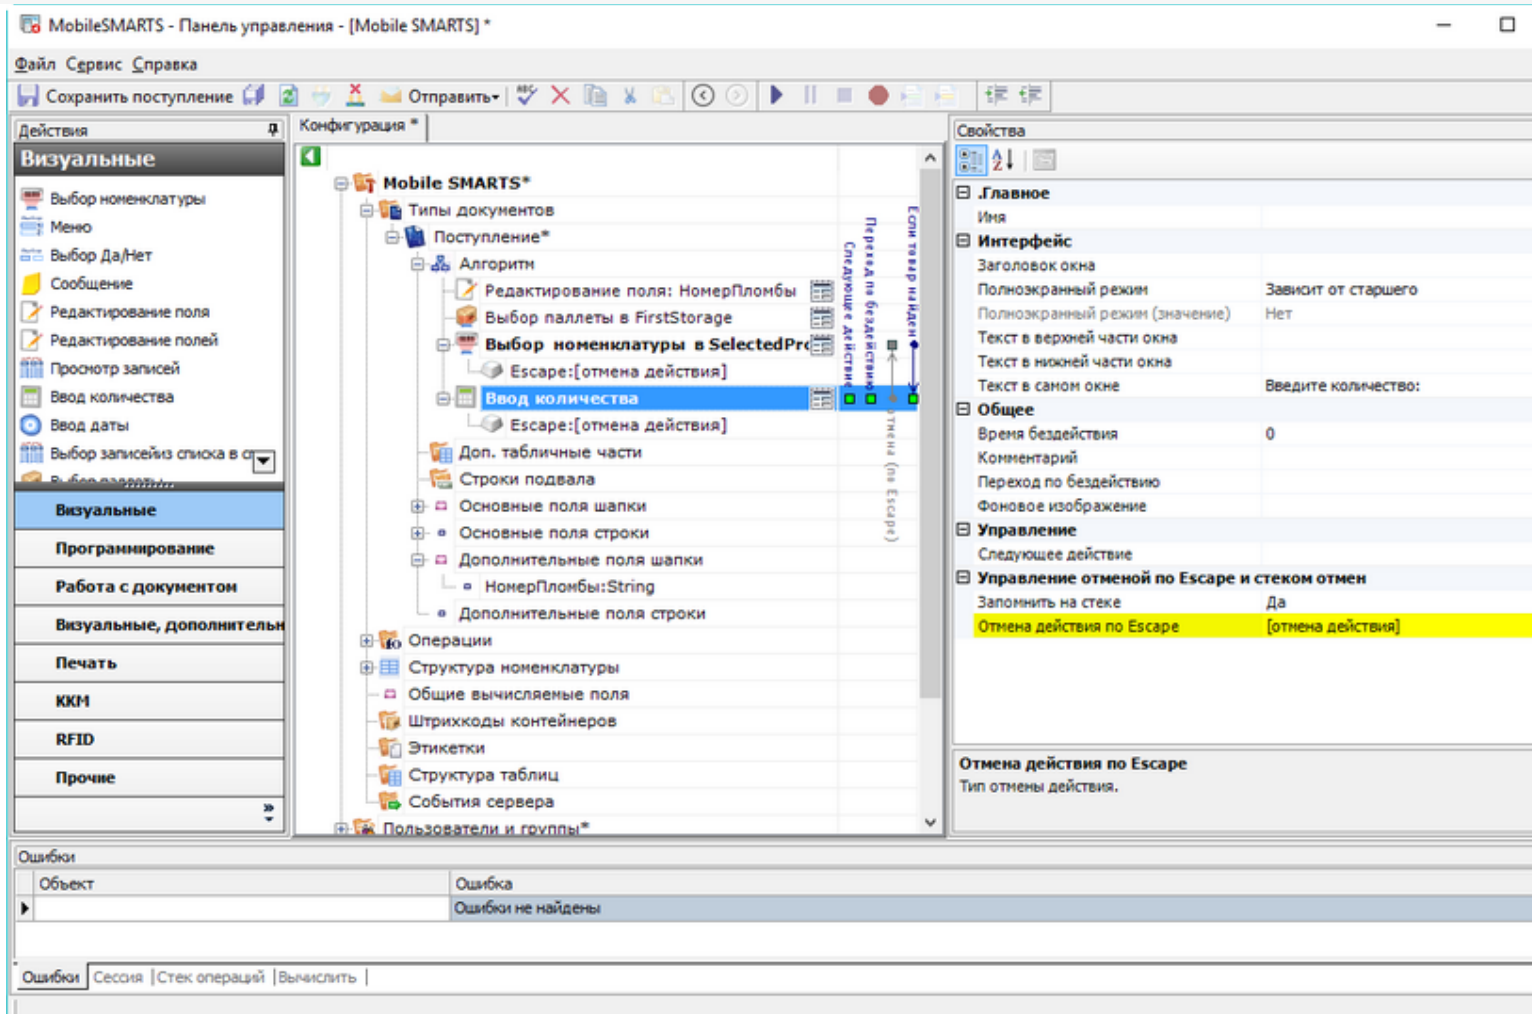 MobileSMARTS - Панель управления - [Mobile SMARTS] *
Файл Сервис Справка
Сохранить поступление Отправить
Действия
Визуальные
Выбор номенклатуры
Меню
Выбор Да/Нет
Сообщение
Редактирование поля
Редактирование полей
Просмотр записей
Ввод количества
Ввод даты
Выбор записейиз списка в
Визуальные
Программирование
Работа с документом
Визуальные, дополнительн
Печать
ККМ
RFID
Прочие
Конфигурация *
Mobile SMARTS*
Типы документов
Поступление*
Алгоритм
Редактирование поля: НомерПломбы
Выбор паллеты в FirstStorage
Выбор номенклатуры в SelectedPro
Escape:[отмена действия]
Ввод количества
Escape:[отмена действия]
Доп. табличные части
Строки подвала
Основные поля шапки
Основные поля строки
Дополнительные поля шапки
НомерПломбы:String
Дополнительные поля строки
Операции
Структура номенклатуры
Общие вычисляемые поля
Штрихкоды контейнеров
Этикетки
Структура таблиц
События сервера
Пользователи и группы*
Следующее действие
Переход по бездействию
Если товар найден
отмена (по Escape)
Свойства
.Главное
Имя
Интерфейс
Заголовок окна
Полноэкранный режим Зависит от старшего
Полноэкранный режим (значение) Нет
Текст в верхней части окна
Текст в нижней части окна
Текст в самом окне Введите количество:
Общее
Время бездействия 0
Комментарий
Переход по бездействию
Фоновое изображение
Управление
Следующее действие
Управление отменой по Escape и стеком отмен
Запомнить на стеке Да
Отмена действия по Escape [отмена действия]
Отмена действия по Escape
Тип отмены действия.
Ошибки
Объект Ошибка
Ошибки не найдены
Ошибки Сессия Стек операций Вычислить